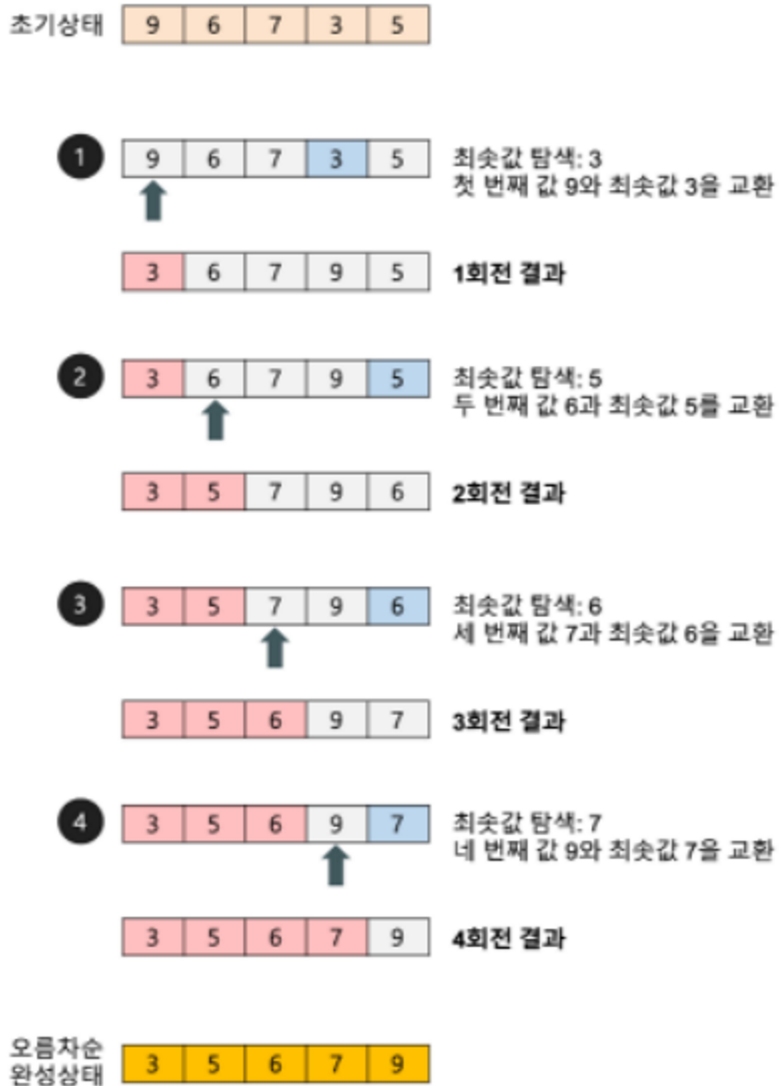 초기상태 9 6 7 3 5
1 9 6 7 3 5 최솟값 탐색: 3
첫 번째 값 9와 최솟값 3을 교환
3 6 7 9 5 1회전 결과
2 3 6 7 9 5 최솟값 탐색: 5
두 번째 값 6과 최솟값 5를 교환
3 5 7 9 6 2회전 결과
3 3 5 7 9 6 최솟값 탐색: 6
세 번째 값 7과 최솟값 6을 교환
3 5 6 9 7 3회전 결과
4 3 5 6 9 7 최솟값 탐색: 7
네 번째 값 9와 최솟값 7을 교환
3 5 6 7 9 4회전 결과
오름차순
완성상태 3 5 6 7 9